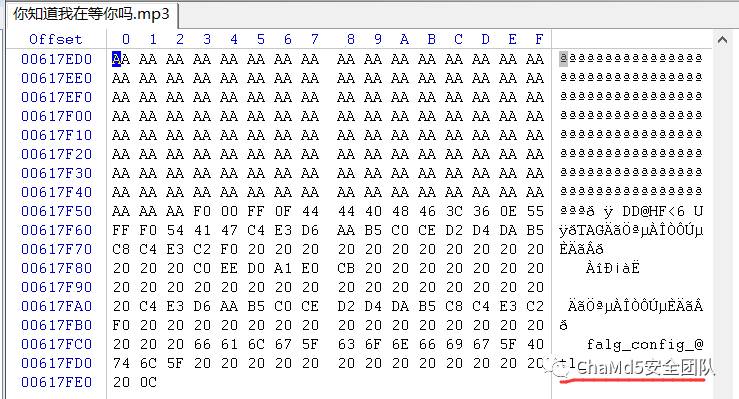 你知道我在等你吗.mp3
Offset 0 1 2 3 4 5 6 7 8 9 A B C D E F
00617ED0 AA AA AA AA AA AA AA AA AA AA AA AA AA AA AA AA ªªªªªªªªªªªªªªªª
00617EE0 AA AA AA AA AA AA AA AA AA AA AA AA AA AA AA AA ªªªªªªªªªªªªªªªª
00617EF0 AA AA AA AA AA AA AA AA AA AA AA AA AA AA AA AA ªªªªªªªªªªªªªªªª
00617F00 AA AA AA AA AA AA AA AA AA AA AA AA AA AA AA AA ªªªªªªªªªªªªªªªª
00617F10 AA AA AA AA AA AA AA AA AA AA AA AA AA AA AA AA ªªªªªªªªªªªªªªªª
00617F20 AA AA AA AA AA AA AA AA AA AA AA AA AA AA AA AA ªªªªªªªªªªªªªªªª
00617F30 AA AA AA AA AA AA AA AA AA AA AA AA AA AA AA AA ªªªªªªªªªªªªªªªª
00617F40 AA AA AA AA AA AA AA AA AA AA AA AA AA AA AA AA ªªªªªªªªªªªªªªªª
00617F50 AA AA AA F0 00 FF 0F 44 44 40 48 46 3C 36 0E 55 ªªªð ÿ DD@HF<6 U
00617F60 FF F0 54 41 47 C4 E3 D6 AA B5 C0 CE D2 D4 DA B5 ÿðTAGÄãÖªµÀÎÒÔÚµ
00617F70 C8 C4 E3 C2 F0 20 20 20 20 20 20 20 20 20 20 20 ÈÄãÂð
00617F80 20 20 20 C0 EE D0 A1 E0 CB 20 20 20 20 20 20 20 ÀîÐ¡àË
00617F90 20 20 20 20 20 20 20 20 20 20 20 20 20 20 20 20
00617FA0 20 C4 E3 D6 AA B5 C0 CE D2 D4 DA B5 C8 C4 E3 C2 ÄãÖªµÀÎÒÔÚµÈÄãÂ
00617FB0 F0 20 20 20 20 20 20 20 20 20 20 20 20 20 20 20 ð
00617FC0 20 20 20 66 61 6C 67 5F 63 6F 6E 66 69 67 5F 40 falg_config_@
00617FD0 74 6C 5F 20 20 20 20 20 20 20 20 20 20 20 20 20 tl_
00617FE0 20 0C
ChaMd5安全团队